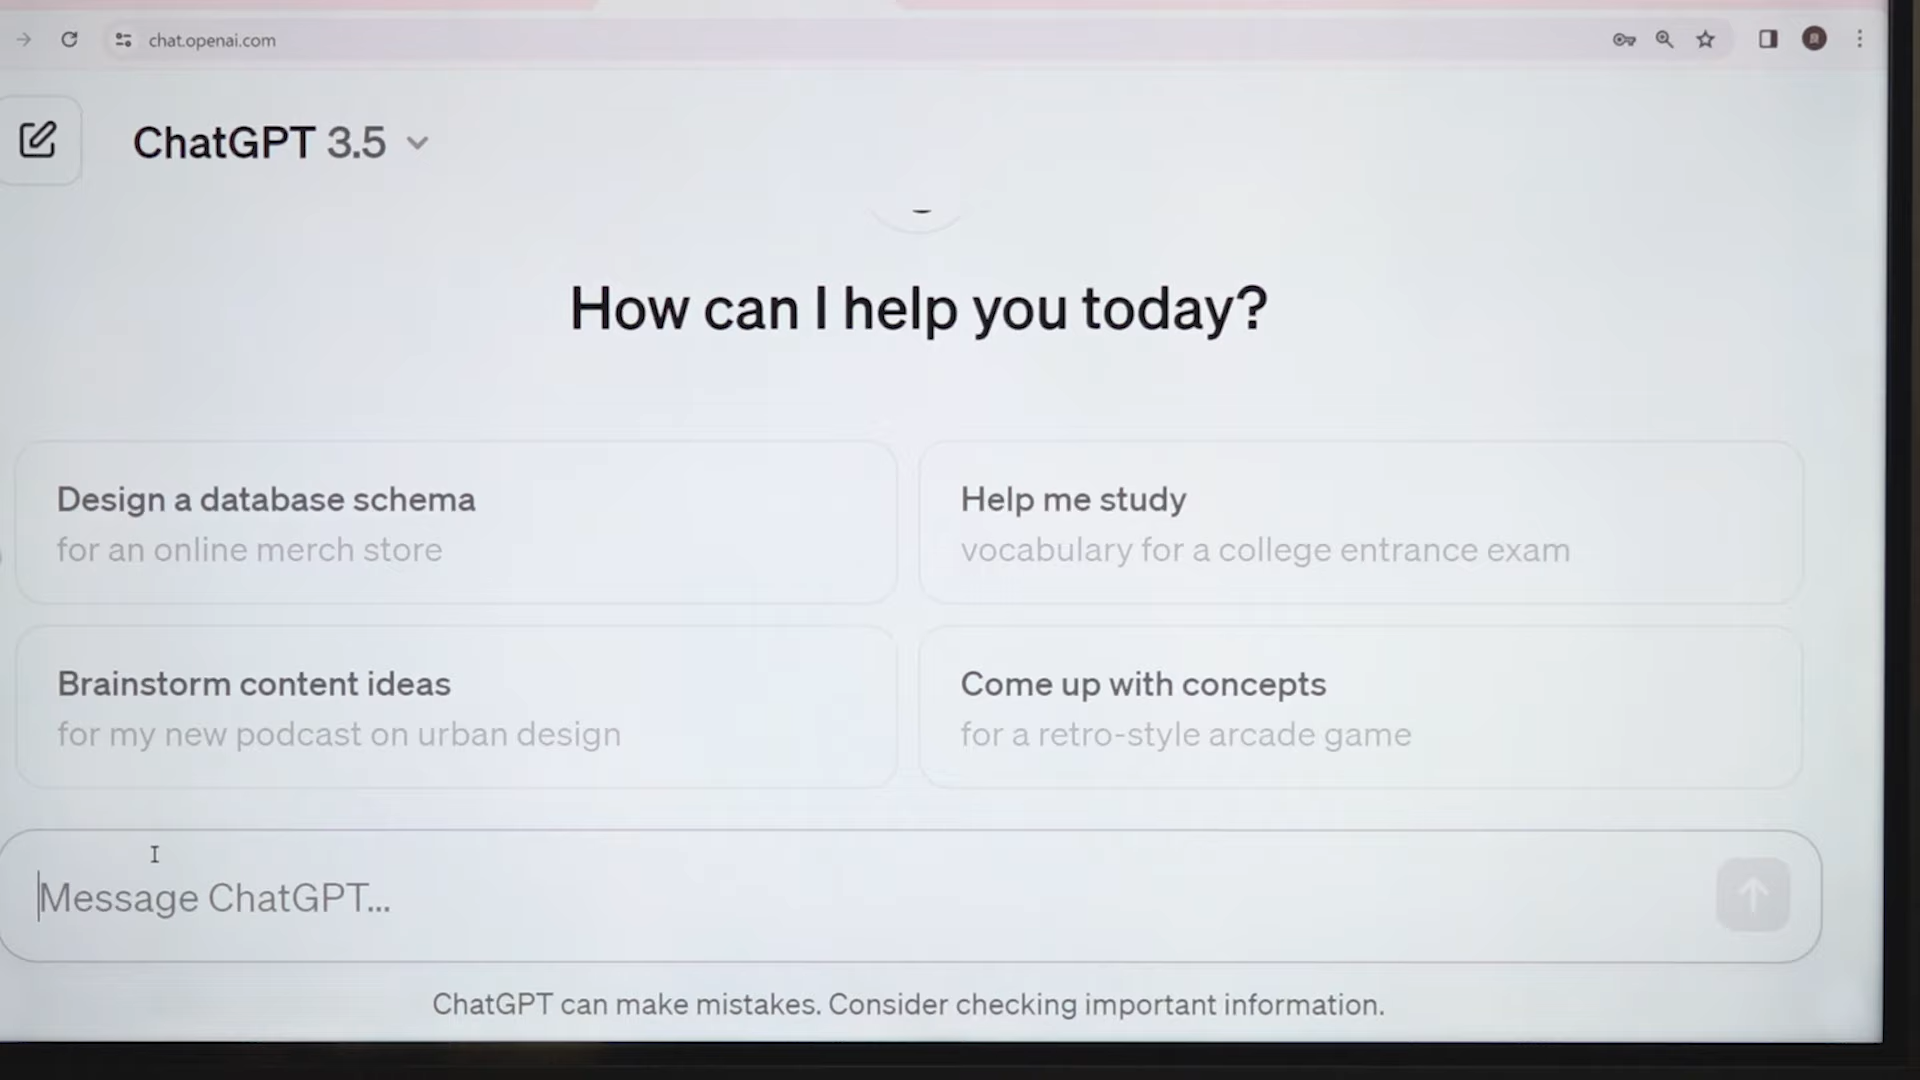 chat.openai.com
ChatGPT 3.5
How can I help you today?
Design a database schema
for an online merch store
Help me study
vocabulary for a college entrance exam
Brainstorm content ideas
for my new podcast on urban design
Come up with concepts
for a retro-style arcade game
Message ChatGPT...
ChatGPT can make mistakes. Consider checking important information.